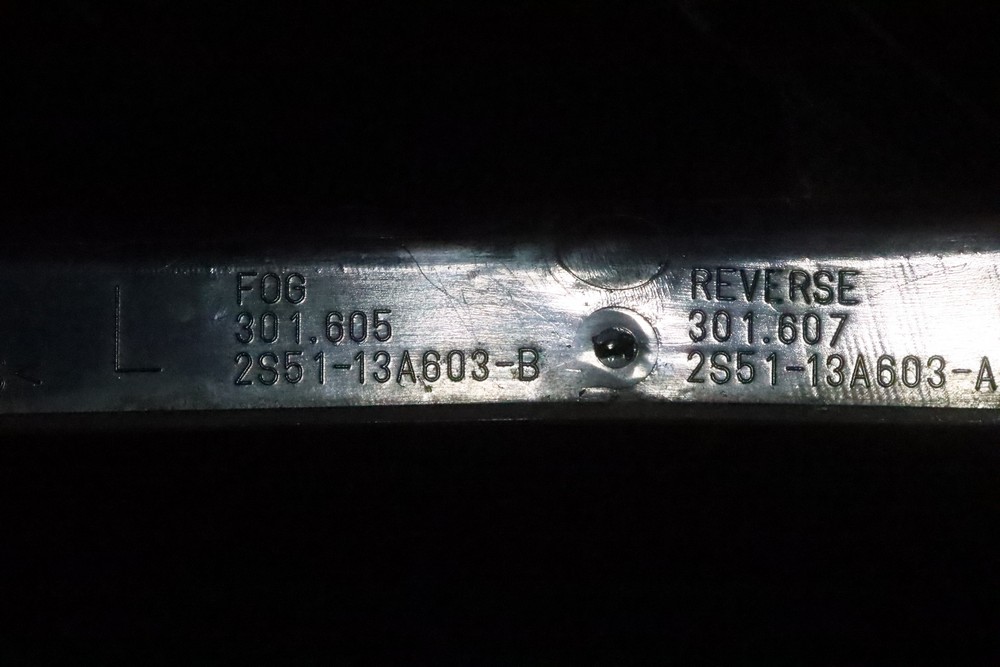 L
FOG
301.605
2S51-13A603-B
REVERSE
301.607
2S51-13A603-A